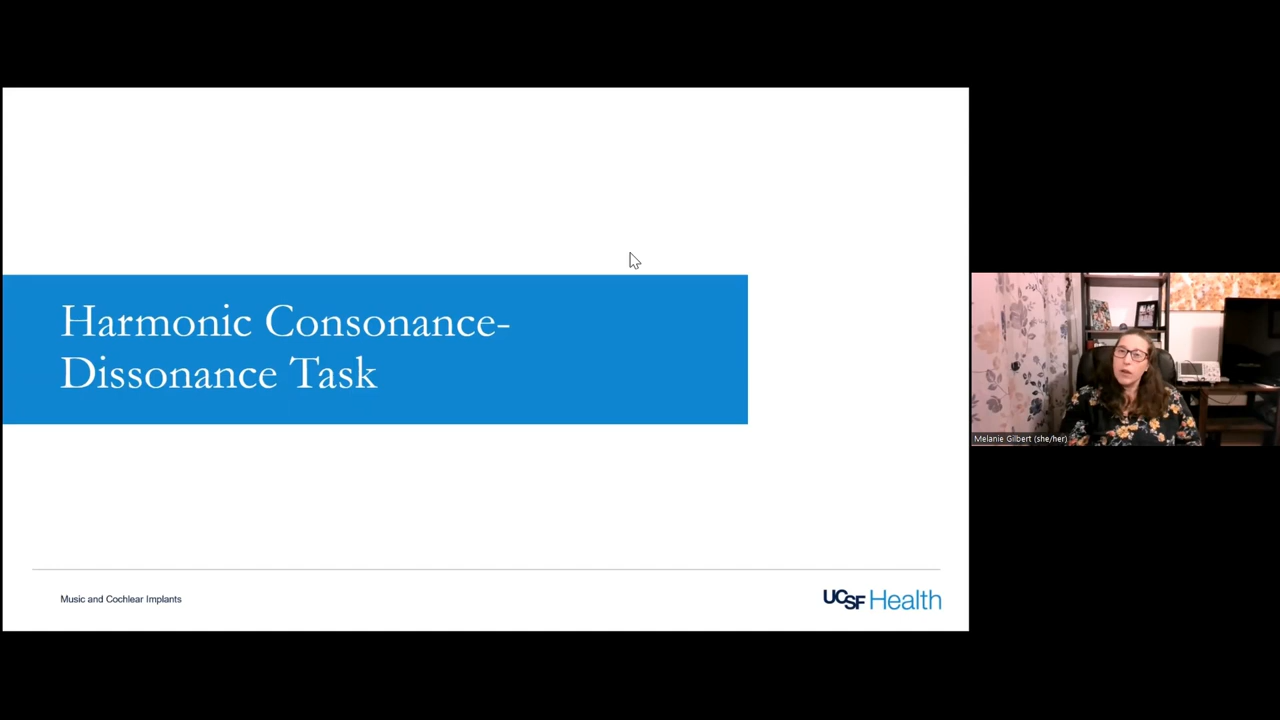 Harmonic Consonance-
Dissonance Task
Music and Cochlear Implants
UCSF Health
Melanie Gilbert (she/her)